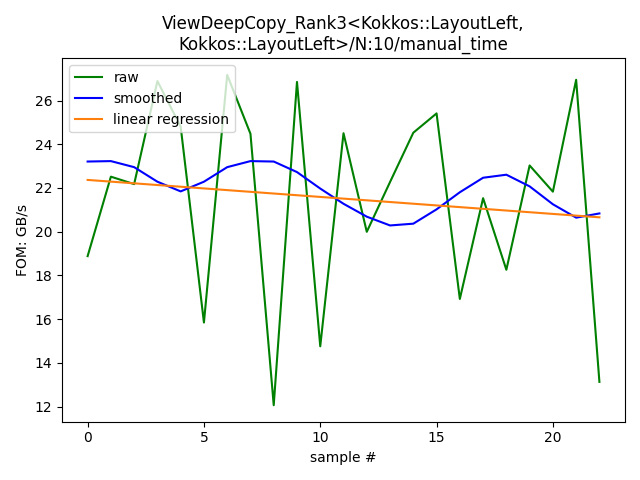 ViewDeepCopy_Rank3<Kokkos::LayoutLeft,
Kokkos::LayoutLeft>/N:10/manual_time
raw
smoothed
linear regression
FOM: GB/s
26
24
22
20
18
16
14
12
0
5
10
15
20
sample #